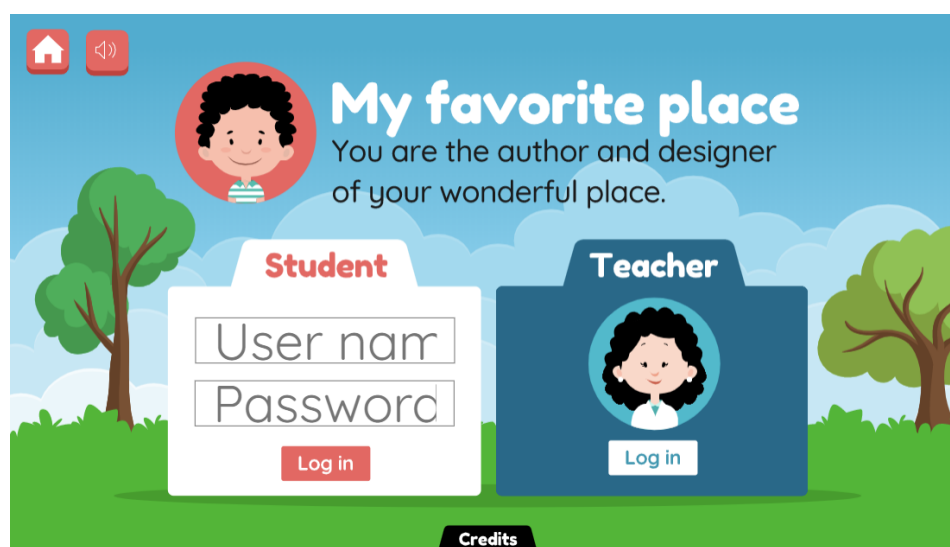 My favorite place
You are the author and designer
of your wonderful place.
Student
User nam
Password
Log in
Teacher
Log in
Credits